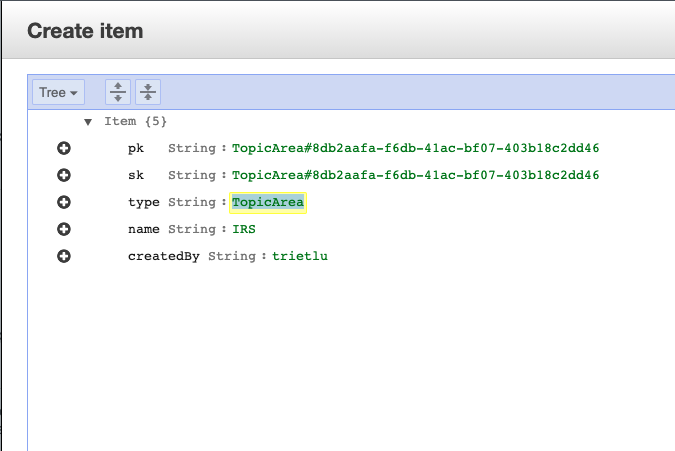 Create item
Tree
Item {5}
pk String : TopicArea#8db2aafa-f6db-41ac-bf07-403b18c2dd46
sk String : TopicArea#8db2aafa-f6db-41ac-bf07-403b18c2dd46
type String : TopicArea
name String : IRS
createdBy String : trietlu